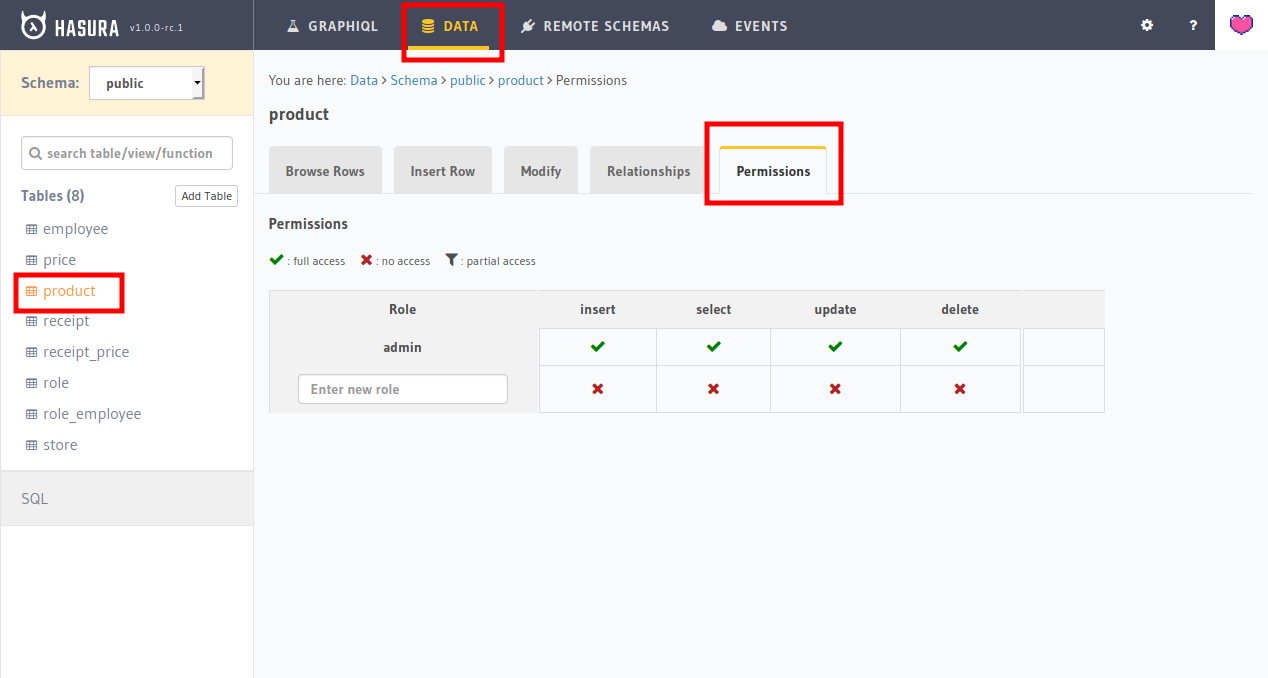 HASURA v1.0.0-rc.1 GRAPHIQL DATA REMOTE SCHEMAS EVENTS ?
Schema: public
search table/view/function
Tables (8) Add Table
employee
price
product
receipt
receipt_price
role
role_employee
store
SQL
You are here: Data > Schema > public > product > Permissions
product
Browse Rows Insert Row Modify Relationships Permissions
Permissions
: full access : no access : partial access
Role insert select update delete
admin
Enter new role